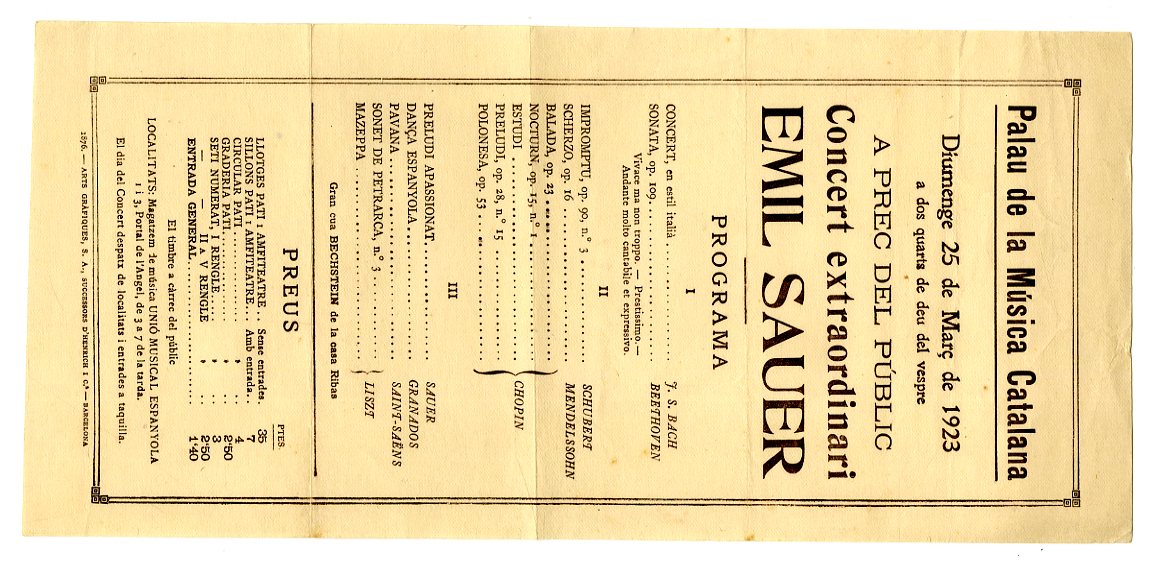 Palau de la Música Catalana
Diumenge 25 de Març de 1923
a dos quarts de deu del vespre
A PREC DEL PÚBLIC
Concert extraordinari
EMIL SAUER
PROGRAMA
I
CONCERT, en estil italià ................. J. S. BACH
SONATA, op. 109....................... BEETHOVEN
Vivace ma non troppo. — Prestissimo.—
Andante molto cantabile et expressivo.
II
IMPROMPTU, op. 90, n.º 3 ............... SCHUBERT
SCHERZO, op. 16 ...................... MENDELSSOHN
BALADA, op. 23 .......................
NOCTURN, op. 15, n.º 1 .................
ESTUDI ............................. CHOPIN
PRELUDI, op. 28, n.º 15 ................
POLONESA, op. 53 .....................
III
PRELUDI APASSIONAT................. SAUER
DANÇA ESPANYOLA................... GRANADOS
PAVANA ............................. SAINT-SAËNS
SONET DE PETRARCA, n.º 3 ............
LISZT
MAZEPPA ............................
Gran cua BECHSTEIN de la casa Ribas
PREUS
PTES.
LLOTGES PATI I AMFITEATRE .. Sense entrades. 35
SILLONS PATI I AMFITEATRE... Amb entrada.. 7
CIRCULAR PATI ............... » .. 4
GRADERIA PATI............... » .. 2'50
SETI NUMERAT, I RENGLE..... » .. 3
— — II A V RENGLE » .. 2'50
ENTRADA GENERAL......................... 1'40
El timbre a càrrec del públic
LOCALITATS: Magatzem de música UNIÓ MUSICAL ESPANYOLA
1 i 3, Portal de l'Angel, de 3 a 7 de la tarda.
El dia del Concert despatx de localitats i entrades a taquilla.
1876. — ARTS GRÀFIQUES, S. A., SUCCESSORS D'HENRICH I C.ª — BARCELONA